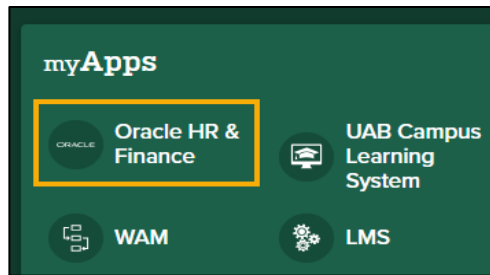 myApps
ORACLE
Oracle HR &
Finance
UAB Campus
Learning
System
WAM
LMS